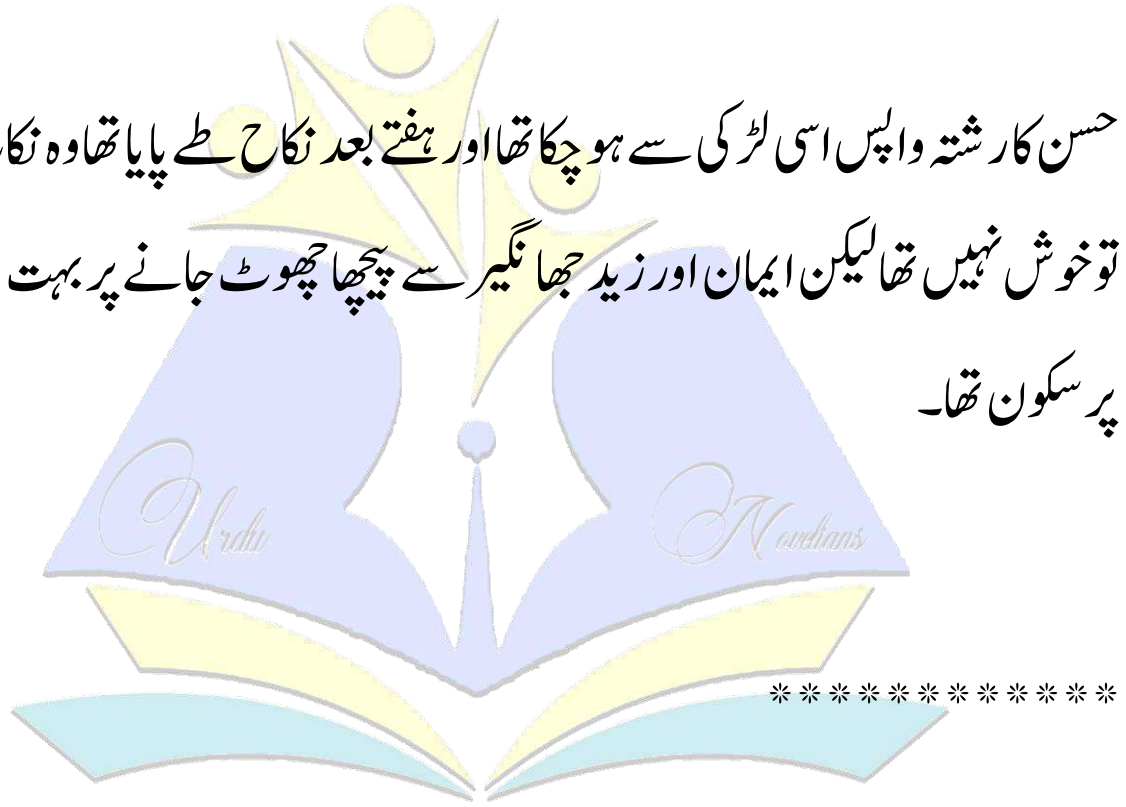 حسن کا رشتہ واپس اسی لڑکی سے ہو چکا تھا اور ہفتے بعد نکاح طے پایا تھا وہ
تو خوش نہیں تھا لیکن ایمان اور زید جھانگیر سے پیچھا چھوٹ جانے پر بہت
پر سکون تھا۔
Urdu Novelians
************